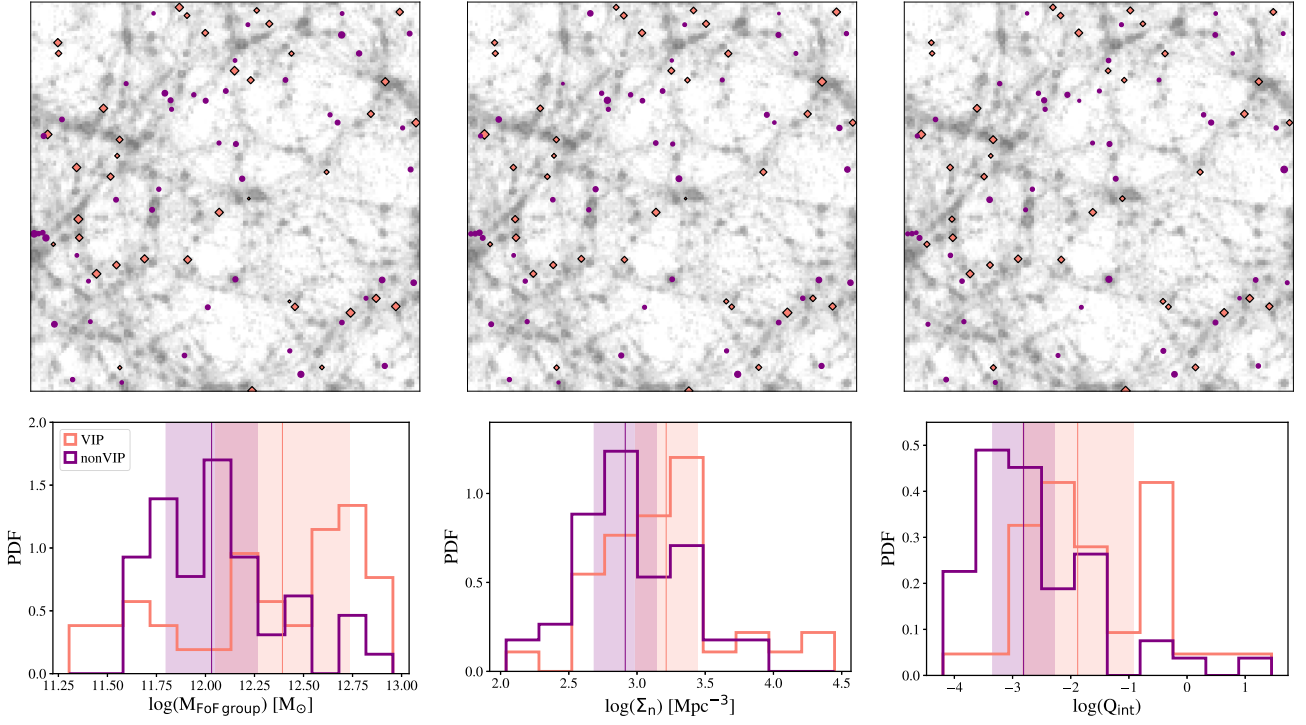 2.0
1.5
1.0
0.5
0.0
PDF
VIP
nonVIP
11.25 11.50 11.75 12.00 12.25 12.50 12.75 13.00
log(M_FoF group) [M_⊙]
1.0
0.5
0.0
PDF
2.0 2.5 3.0 3.5 4.0 4.5
log(Σ_n) [Mpc^−3]
0.5
0.4
0.3
0.2
0.1
0.0
PDF
−4 −3 −2 −1 0 1
log(Q_int)